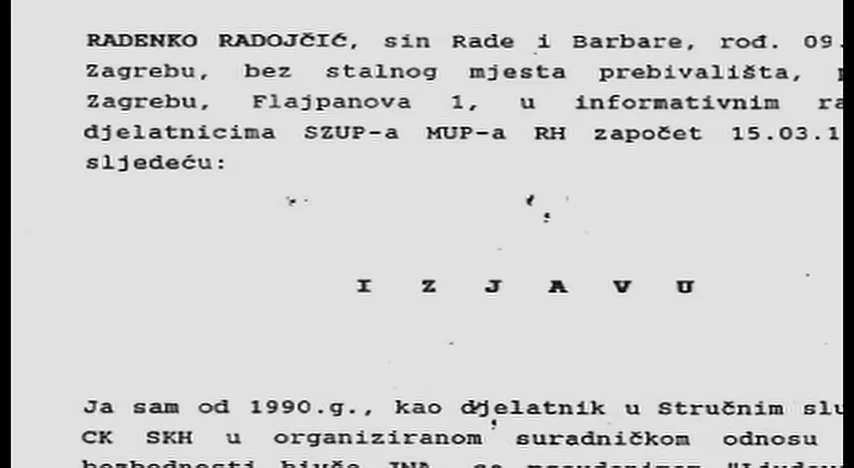 RADENKO RADOJČIĆ, sin Rade i Barbare, rođ. 09.
Zagrebu, bez stalnog mjesta prebivališta,
Zagrebu, Flajpanova 1, u informativnim
djelatnicima SZUP-a MUP-a RH započet 15.03.1
sljedeću:
I Z J A V U
Ja sam od 1990.g., kao djelatnik u Stručnim
CK SKH u organiziranom suradničkom odnosu
JNA,